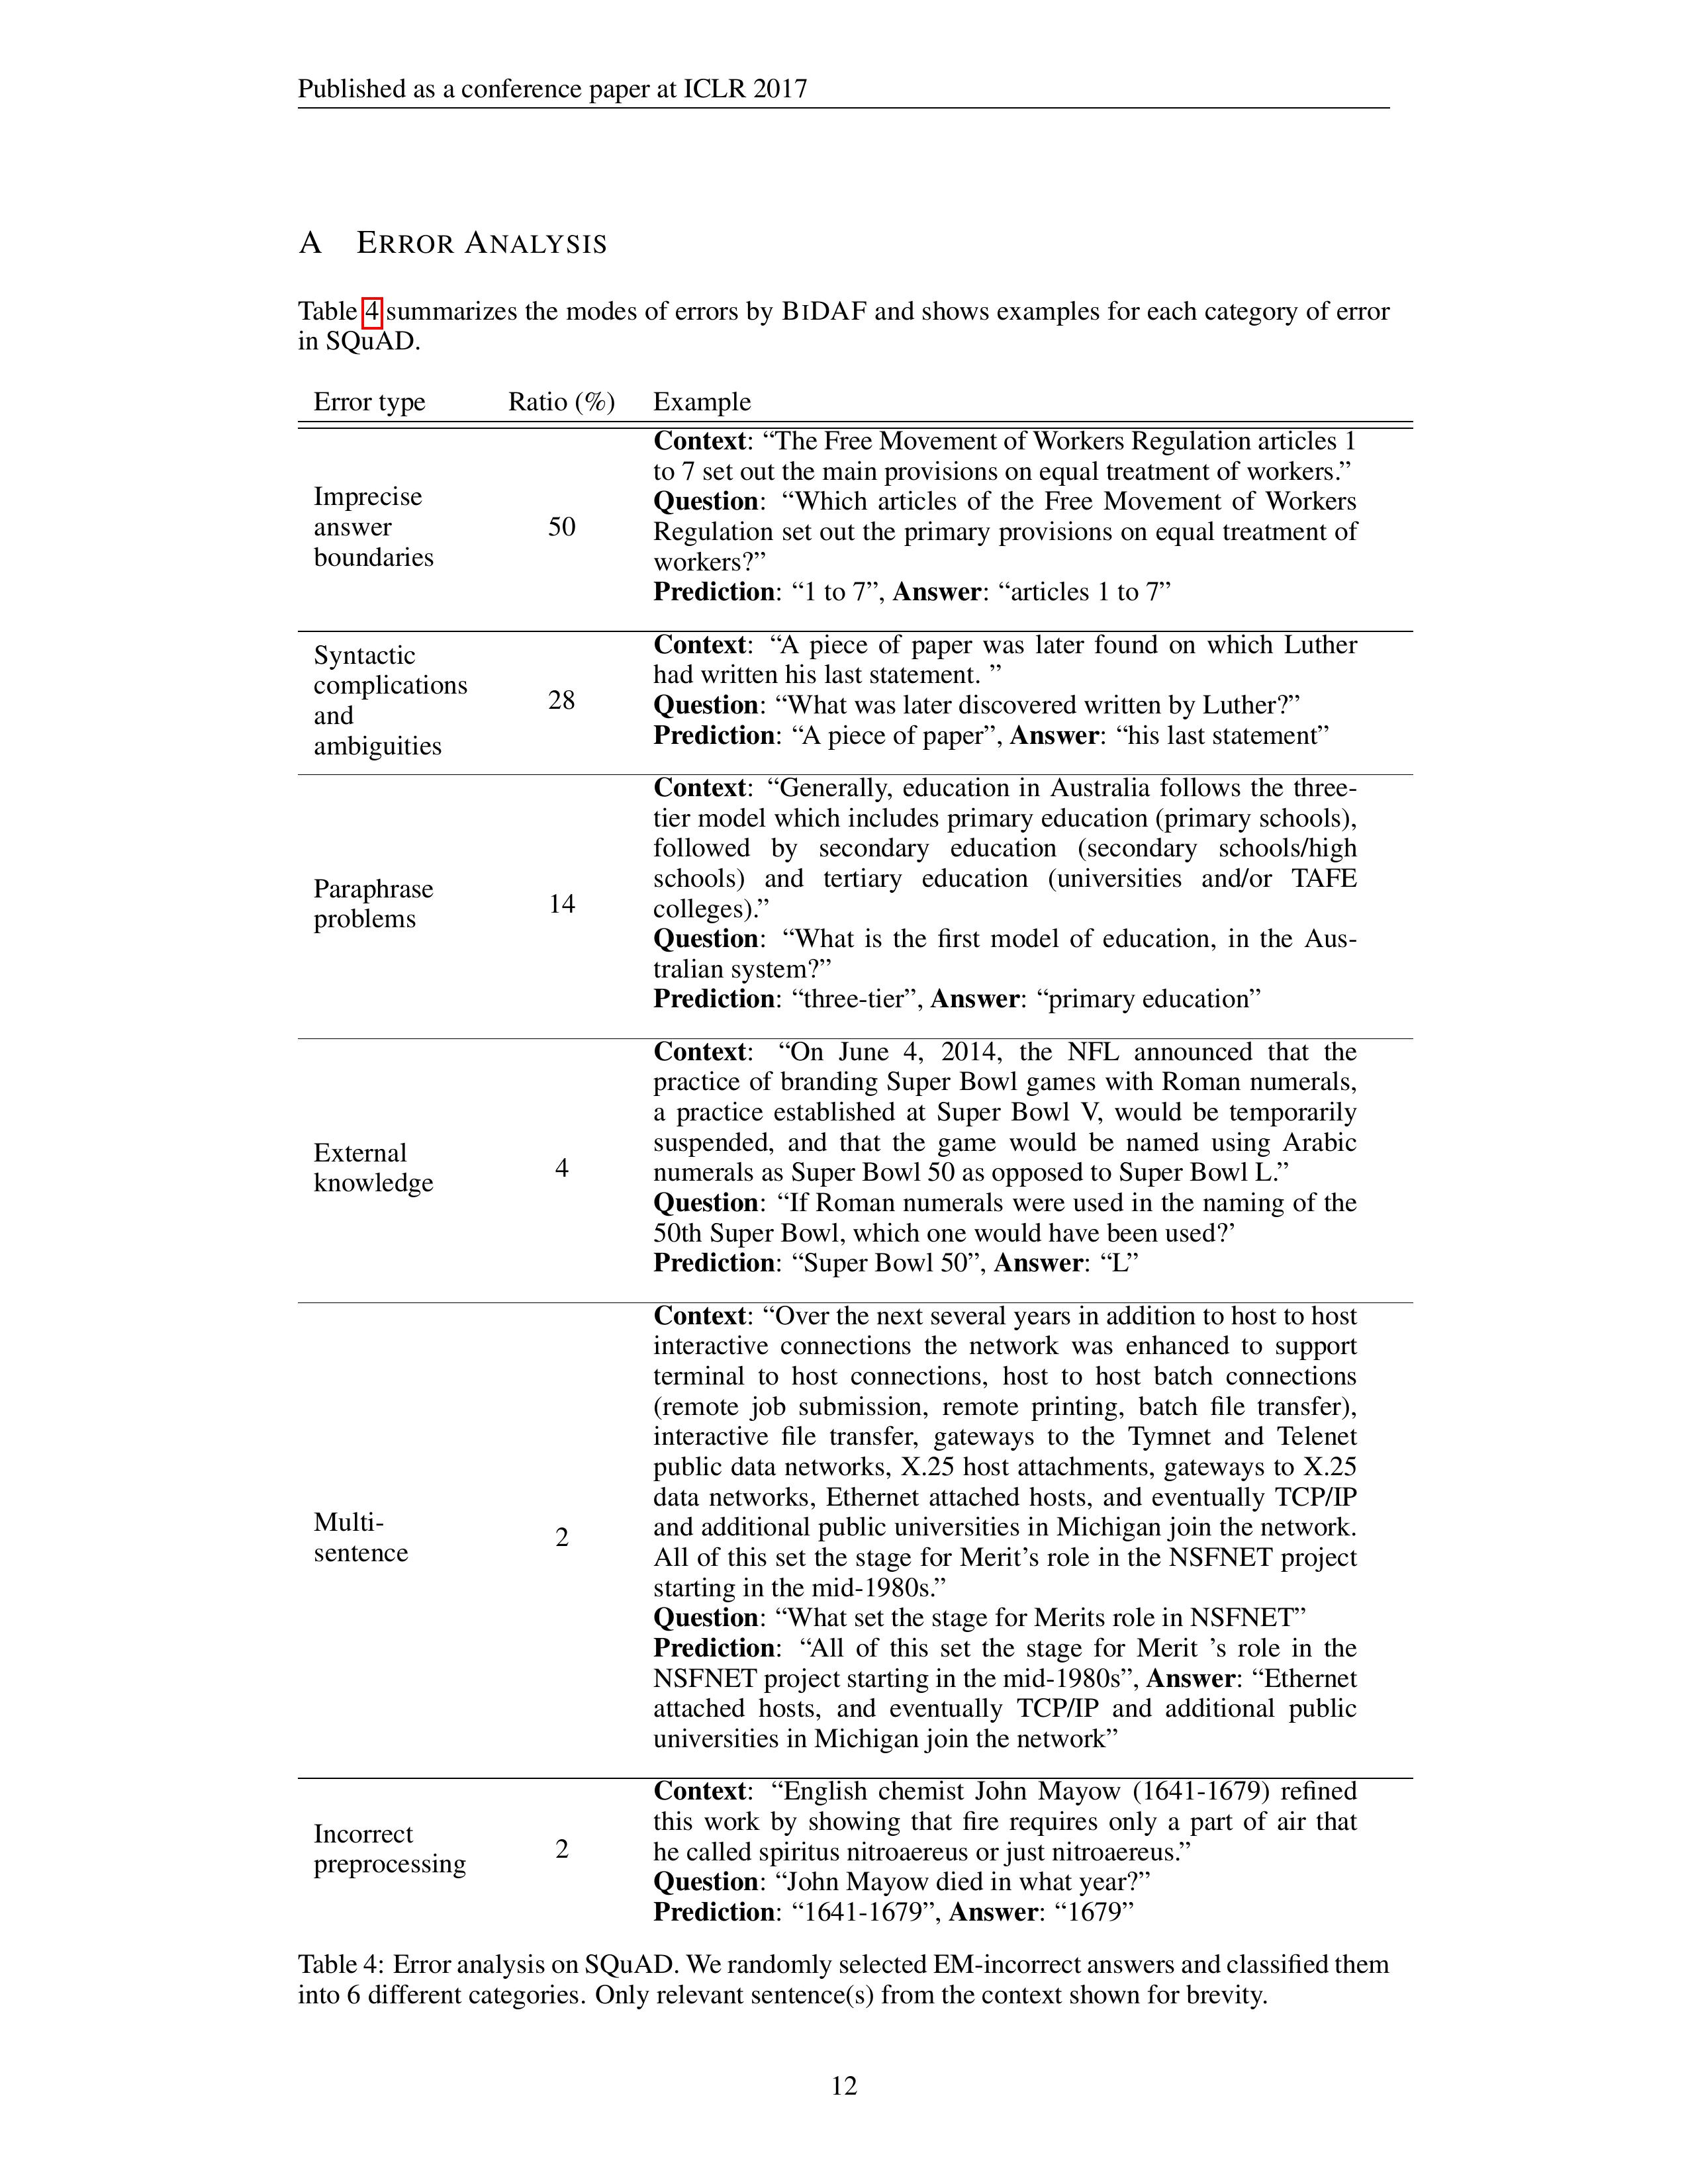 Published as a conference paper at ICLR 2017
A ERROR ANALYSIS
Table 4 summarizes the modes of errors by BIDAF and shows examples for each category of error
in SQuAD.
Error type Ratio (%) Example
Imprecise
answer
boundaries
50
Context: “The Free Movement of Workers Regulation articles 1
to 7 set out the main provisions on equal treatment of workers.”
Question: “Which articles of the Free Movement of Workers
Regulation set out the primary provisions on equal treatment of
workers?”
Prediction: “1 to 7”, Answer: “articles 1 to 7”
Syntactic
complications
and
ambiguities
28
Context: “A piece of paper was later found on which Luther
had written his last statement. ”
Question: “What was later discovered written by Luther?”
Prediction: “A piece of paper”, Answer: “his last statement”
Paraphrase
problems
14
Context: “Generally, education in Australia follows the three-
tier model which includes primary education (primary schools),
followed by secondary education (secondary schools/high
schools) and tertiary education (universities and/or TAFE
colleges).”
Question: “What is the first model of education, in the Aus-
tralian system?”
Prediction: “three-tier”, Answer: “primary education”
External
knowledge
4
Context: “On June 4, 2014, the NFL announced that the
practice of branding Super Bowl games with Roman numerals,
a practice established at Super Bowl V, would be temporarily
suspended, and that the game would be named using Arabic
numerals as Super Bowl 50 as opposed to Super Bowl L.”
Question: “If Roman numerals were used in the naming of the
50th Super Bowl, which one would have been used?’
Prediction: “Super Bowl 50”, Answer: “L”
Multi-
sentence
2
Context: “Over the next several years in addition to host to host
interactive connections the network was enhanced to support
terminal to host connections, host to host batch connections
(remote job submission, remote printing, batch file transfer),
interactive file transfer, gateways to the Tymnet and Telenet
public data networks, X.25 host attachments, gateways to X.25
data networks, Ethernet attached hosts, and eventually TCP/IP
and additional public universities in Michigan join the network.
All of this set the stage for Merit’s role in the NSFNET project
starting in the mid-1980s.”
Question: “What set the stage for Merits role in NSFNET”
Prediction: “All of this set the stage for Merit ’s role in the
NSFNET project starting in the mid-1980s”, Answer: “Ethernet
attached hosts, and eventually TCP/IP and additional public
universities in Michigan join the network”
Incorrect
preprocessing
2
Context: “English chemist John Mayow (1641-1679) refined
this work by showing that fire requires only a part of air that
he called spiritus nitroaereus or just nitroaereus.”
Question: “John Mayow died in what year?”
Prediction: “1641-1679”, Answer: “1679”
Table 4: Error analysis on SQuAD. We randomly selected EM-incorrect answers and classified them
into 6 different categories. Only relevant sentence(s) from the context shown for brevity.
12